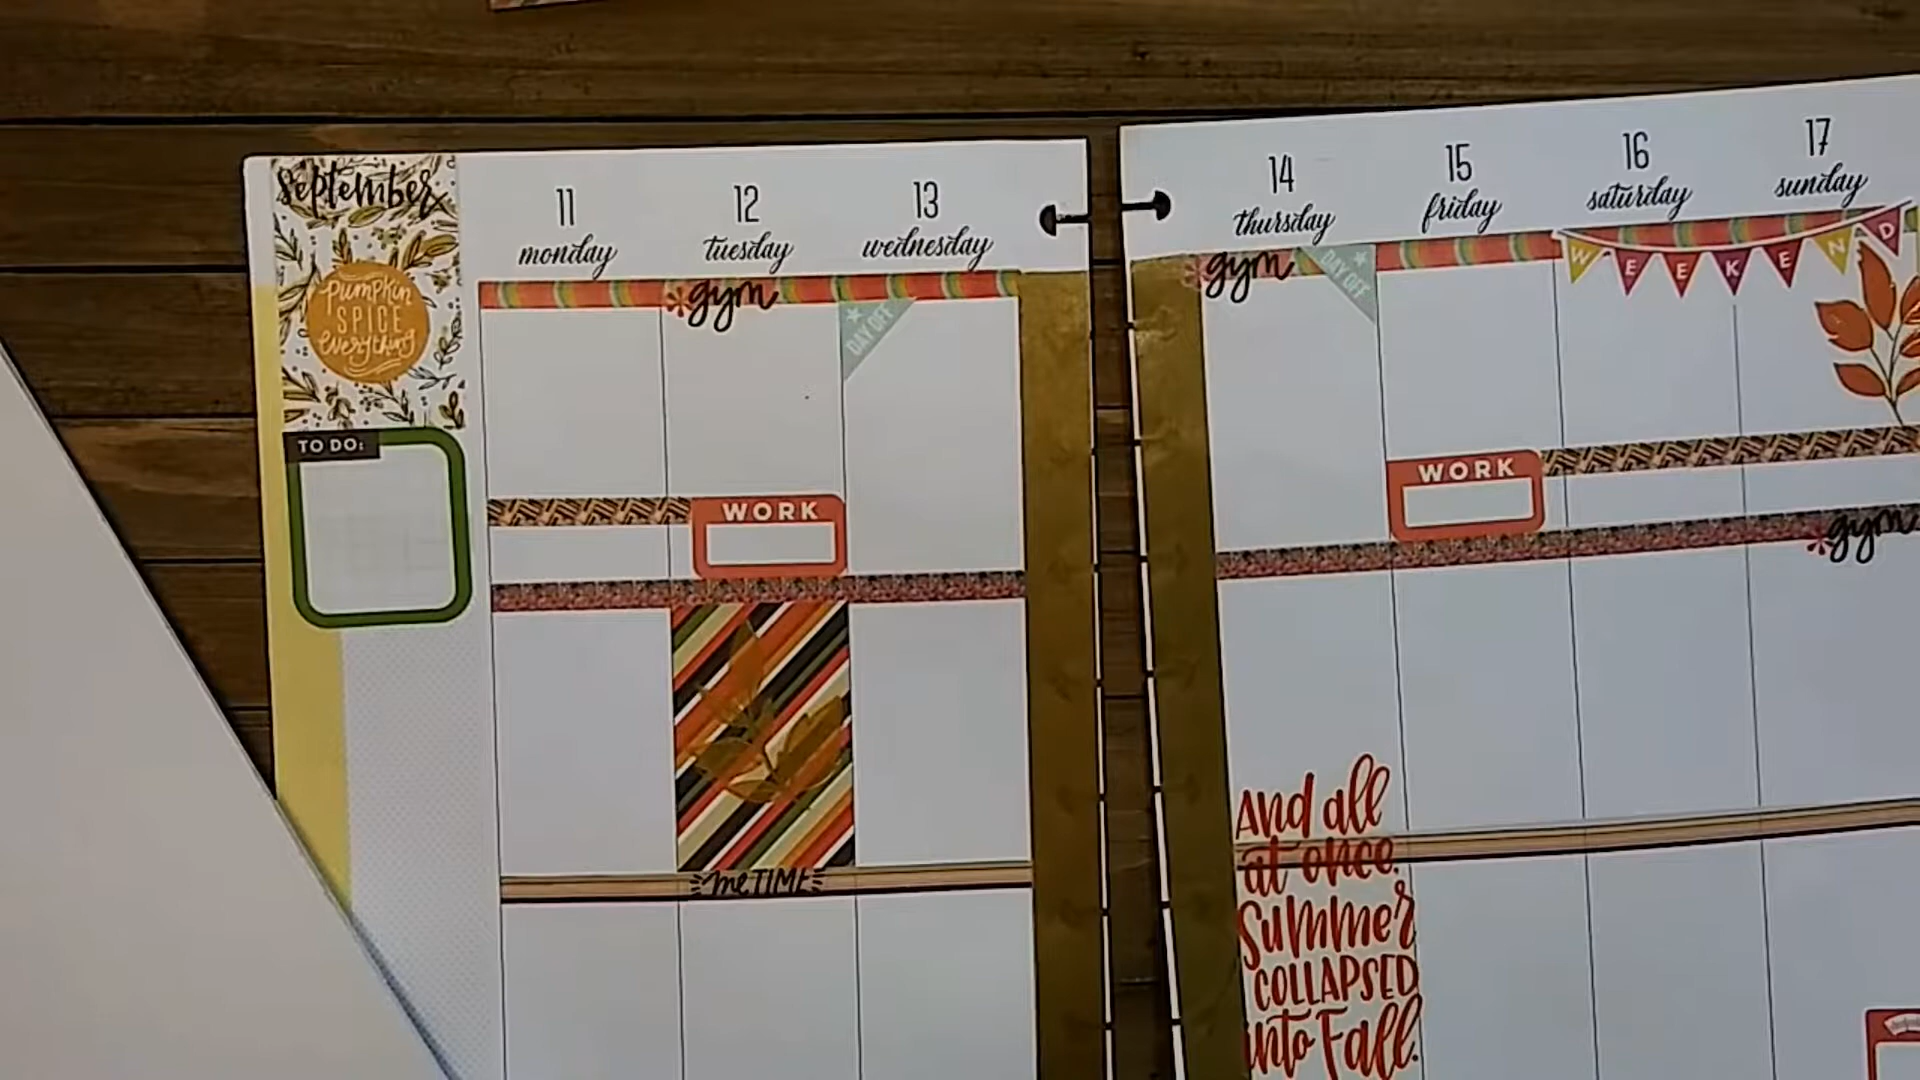 September
pumpkin
SPICE
everything
TO DO:
11
monday
12
tuesday
13
wednesday
gym
DAY OFF
WORK
me TIME
14
thursday
15
friday
16
saturday
17
sunday
gym
DAY OFF
WEEKEND
WORK
gym
And all
at once.
Summer
COLLAPSED
into Fall.